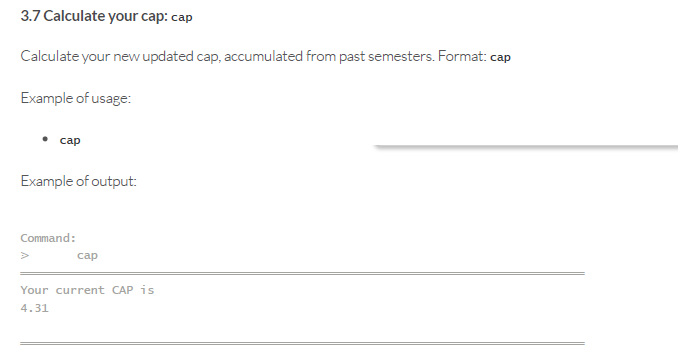 3.7 Calculate your cap: cap
Calculate your new updated cap, accumulated from past semesters. Format: cap
Example of usage:
• cap
Example of output:
Command:
> cap
Your current CAP is
4.31